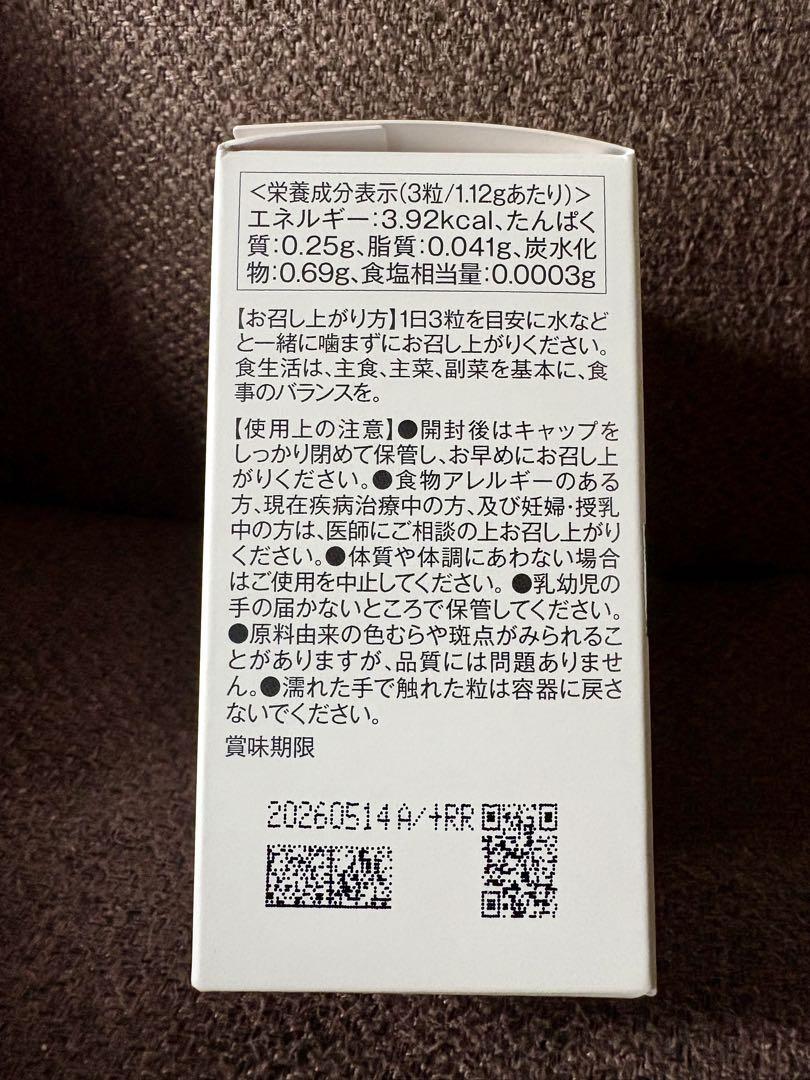 ＜栄養成分表示(3粒/1.12gあたり)＞
エネルギー:3.92kcal、たんぱく
質:0.25g、脂質:0.041g、炭水化
物:0.69g、食塩相当量:0.0003g
【お召し上がり方】1日3粒を目安に水など
と一緒に噛まずにお召し上がりください。
食生活は、主食、主菜、副菜を基本に、食
事のバランスを。
【使用上の注意】●開封後はキャップを
しっかり閉めて保管し、お早めにお召し上
がりください。●食物アレルギーのある
方、現在疾病治療中の方、及び妊婦・授乳
中の方は、医師にご相談の上お召し上がり
ください。●体質や体調にあわない場合
はご使用を中止してください。●乳幼児の
手の届かないところで保管してください。
●原料由来の色むらや斑点がみられるこ
とがありますが、品質には問題ありませ
ん。●濡れた手で触れた粒は容器に戻さ
ないでください。
賞味期限
20260514A/+RR